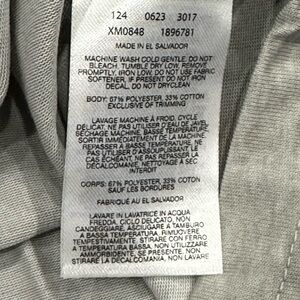 124 0623 3017
XM0848 1896781
MADE IN EL SALVADOR
MACHINE WASH COLD GENTLE. DO NOT
BLEACH. TUMBLE DRY LOW. REMOVE
PROMPTLY. IRON LOW. DO NOT USE FABRIC
SOFTENER. IF PRESENT DO NOT IRON
DECAL. DO NOT DRYCLEAN
BODY: 67% POLYESTER, 33% COTTON
EXCLUSIVE OF TRIMMING
LAVAGE MACHINE À FROID. CYCLE
DELICAT. NE PAS UTILISER D'EAU DE JAVEL.
SÉCHAGE MACHINE, BASSE TEMPÉRATURE.
SORTIR IMMÉDIATEMENT DE LA MACHINE.
REPASSER À BASSE TEMPÉRATURE. NE
PAS UTILISER D'ADOUCISSANT. LE
CAS ÉCHÉANT, NE PAS REPASSER LA
DÉCALCOMANIE. NETTOYAGE À SEC
INTERDIT
CORPS: 67% POLYESTER, 33% COTTON
SAUF LES BORDURES
FABRIQUÉ AU EL SALVADOR
LAVARE IN LAVATRICE IN ACQUA
FREDDA, CICLO DELICATO. NON
CANDEGGIARE. ASCIUGARE A TAMBURO
A BASSA TEMPERATURA. RIMUOVERE
TEMPESTIVAMENTE. STIRARE CON FERRO
A BASSA TEMPERATURA. NON USARE
AMMORBIDENTE. SE PRESENTE, NON
STIRARE LA DECALCOMANIA. NON LAVARE